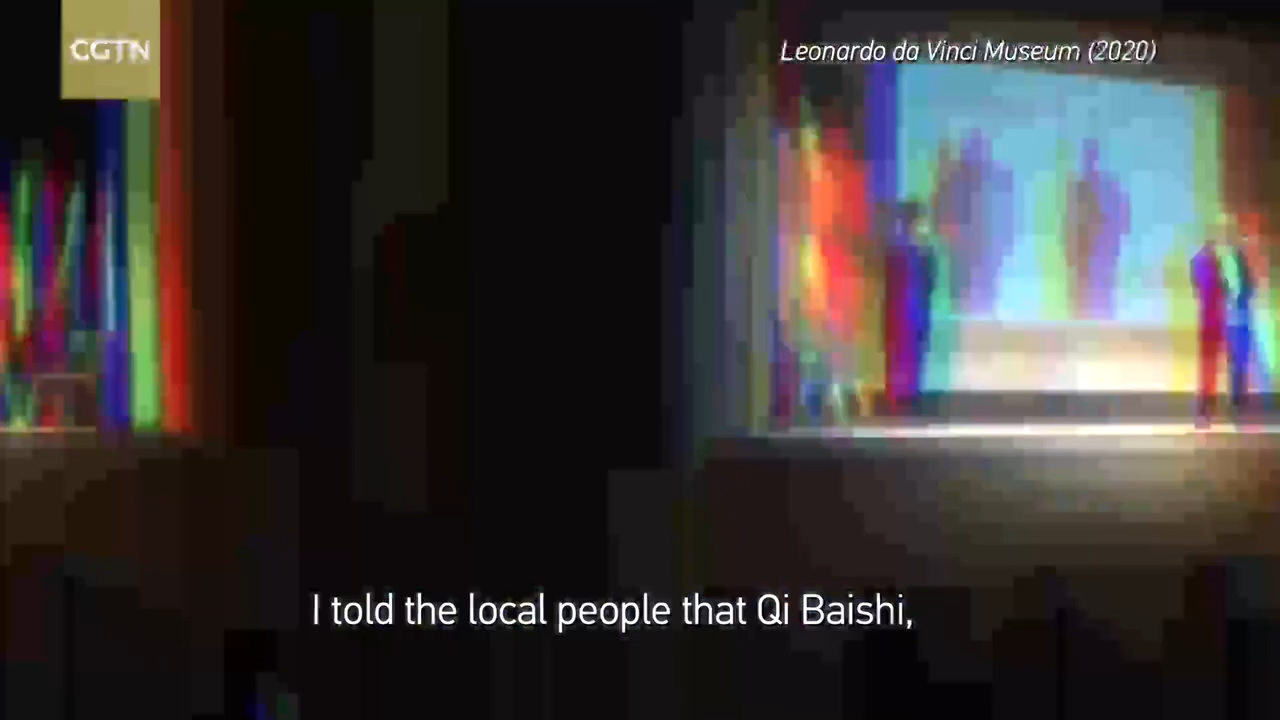 CGTN
Leonardo da Vinci Museum (2020)
I told the local people that Qi Baishi,